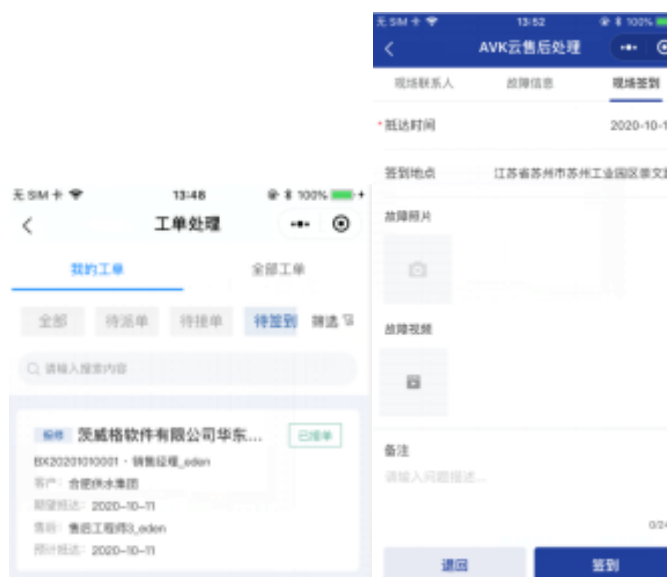 无 SIM 卡 13:48 100%
工单处理
我的工单 全部工单
全部 待派单 待接单 待签到 筛选
请输入搜索内容
报修 茨威格软件有限公司华东... 已接单
BX20201010001 - 销售经理_eden
客户: 合肥供水集团
期望抵达: 2020-10-11
售后: 售后工程师3_eden
预计抵达: 2020-10-11
无 SIM 卡 13:52 100%
AVK云售后处理
现场联系人 故障信息 现场签到
*抵达时间 2020-10-1
签到地点 江苏省苏州市苏州工业园区崇文
故障照片
故障视频
备注
请输入问题描述...
0/24
退回 签到